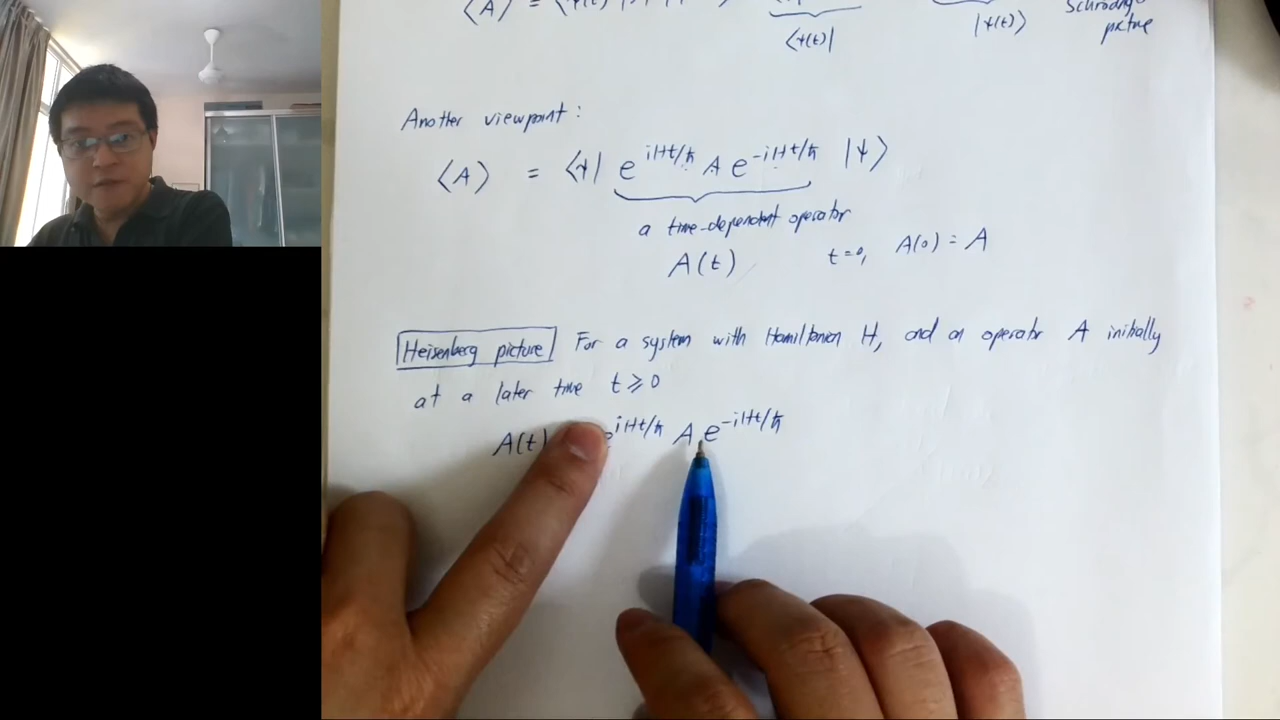 ⟨A⟩ = ⟨ψ(t)|
⟨ψ(t)| |ψ(t)⟩ Schrödinger
picture
Another viewpoint:
⟨A⟩ = ⟨ψ| e^{iHt/ħ} A e^{-iHt/ħ} |ψ⟩
a time-dependent operator
A(t) t=0, A(0) = A
Heisenberg picture For a system with Hamiltonian H, and an operator A initially
at a later time t ⩾ 0
A(t) e^{iHt/ħ} A e^{-iHt/ħ}